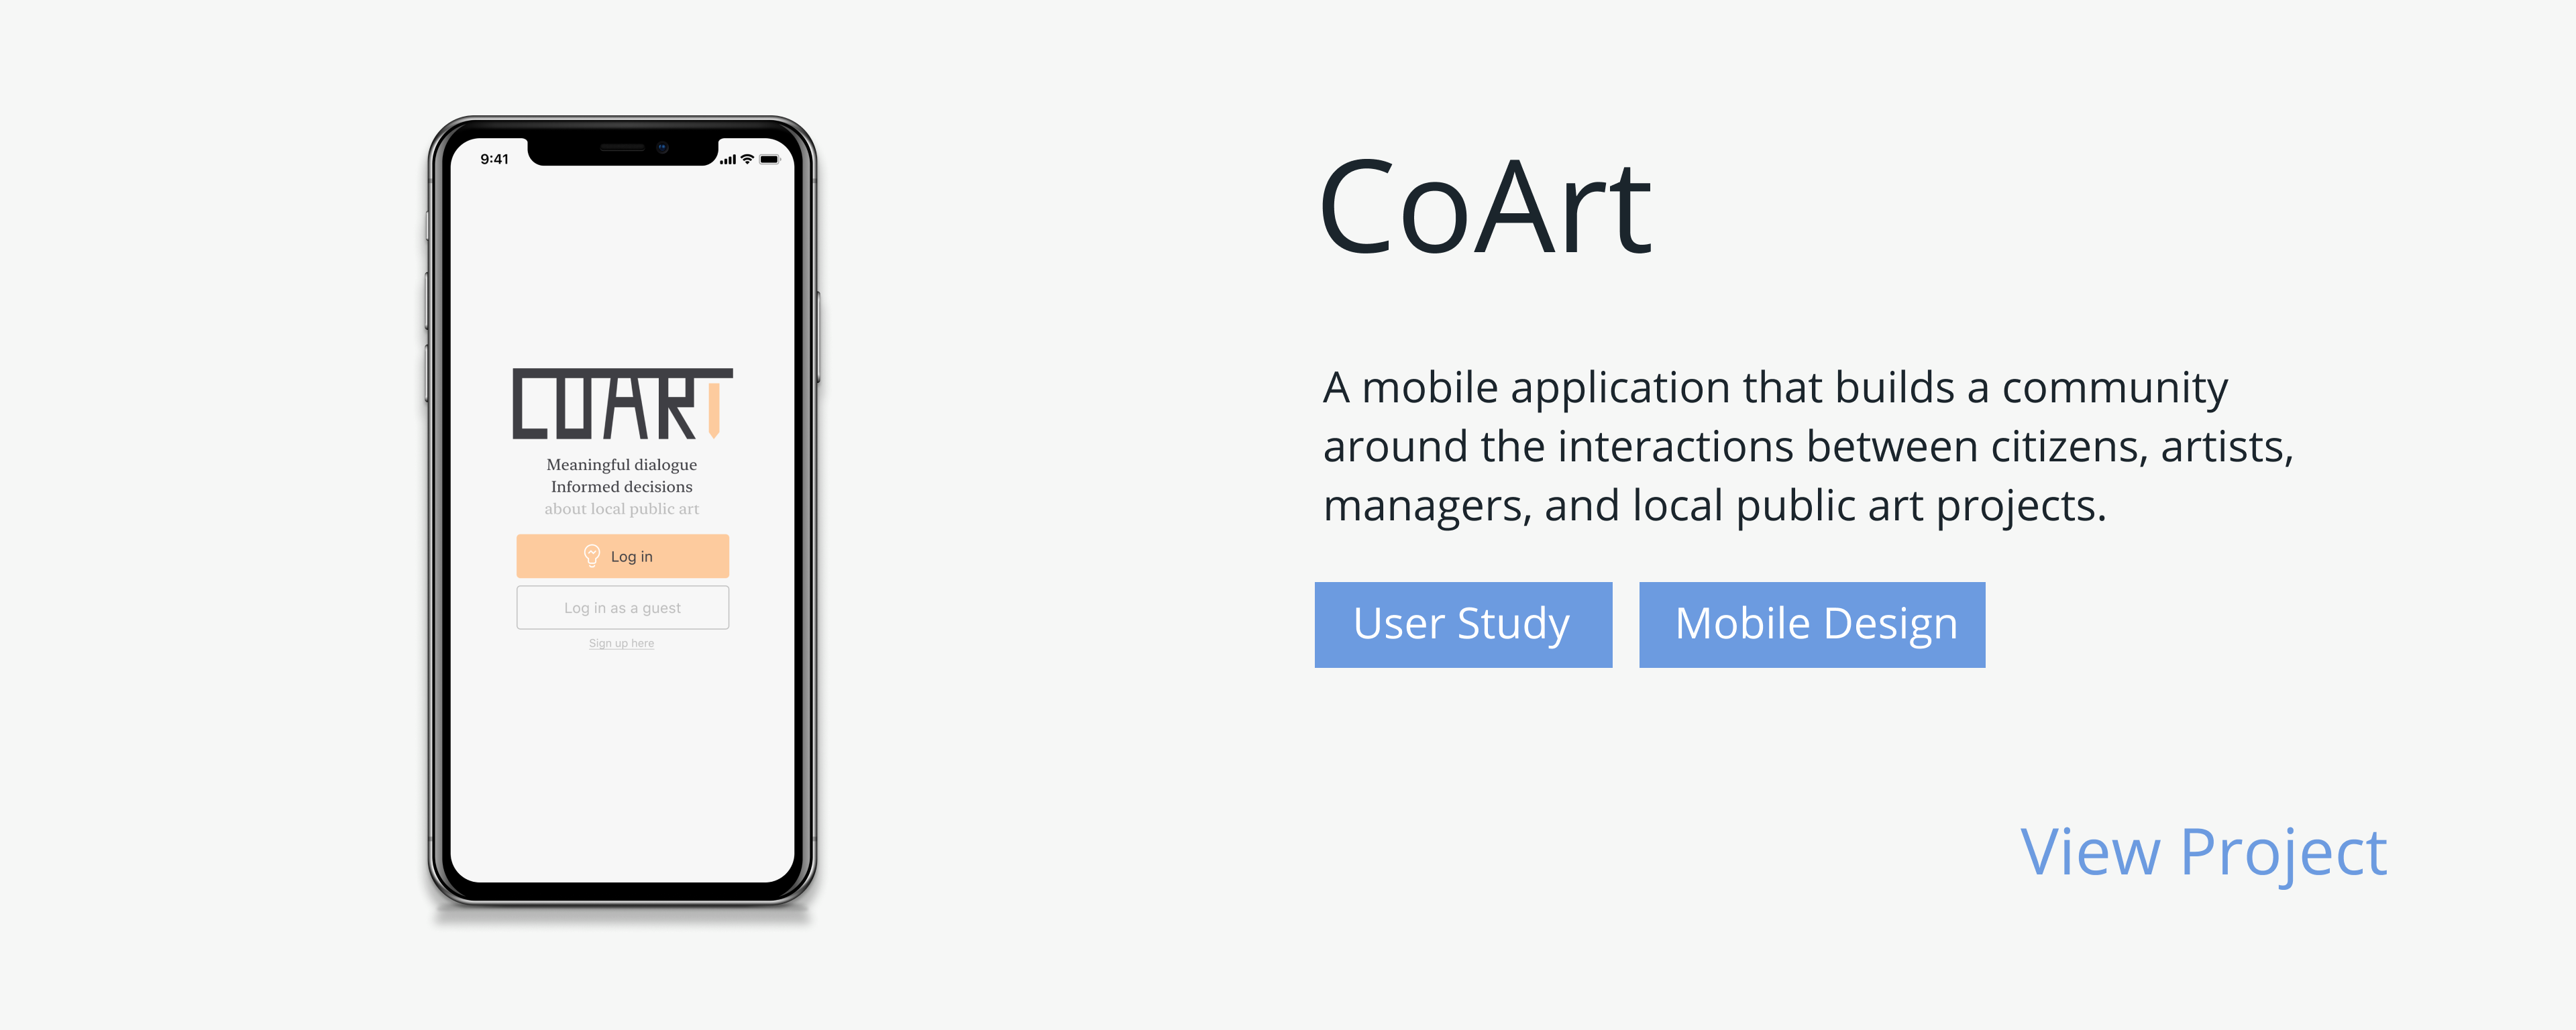 9:41
COART
Meaningful dialogue
Informed decisions
about local public art
Log in
Log in as a guest
Sign up here
CoArt
A mobile application that builds a community
around the interactions between citizens, artists,
managers, and local public art projects.
User Study
Mobile Design
View Project